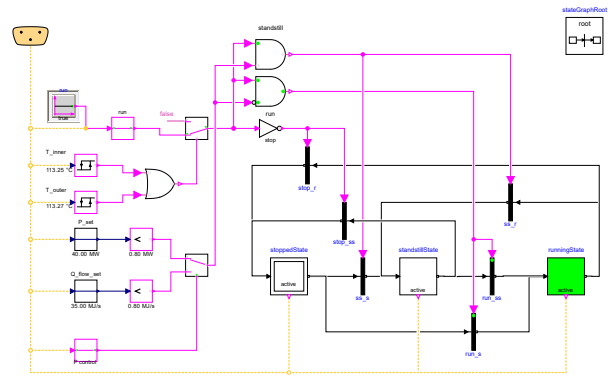 stateGraphRoot
root
standstill
run
true
run
false
run
stop
T_inner
113.25 °C
T_outer
113.27 °C
stop_r
ss_r
P_set
40.00 MW
0.80 MW
stop_ss
stoppedState
standstillState
runningState
active
active
active
Q_flow_set
35.00 MJ/s
0.80 MJ/s
ss_s
run_ss
run_s
<
<